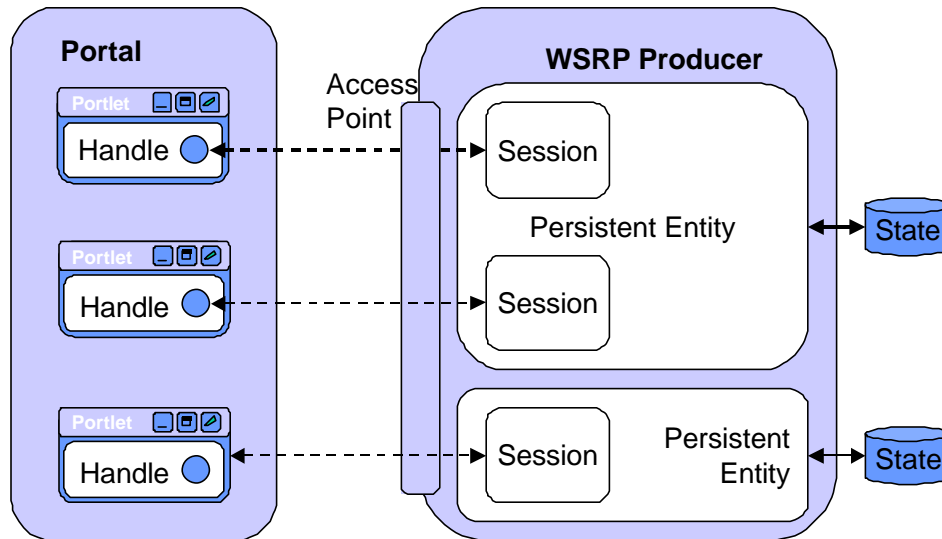 Portal
Portlet
Handle
Portlet
Handle
Portlet
Handle
Access
Point
WSRP Producer
Session
Persistent Entity
Session
State
Session
Persistent
Entity
State